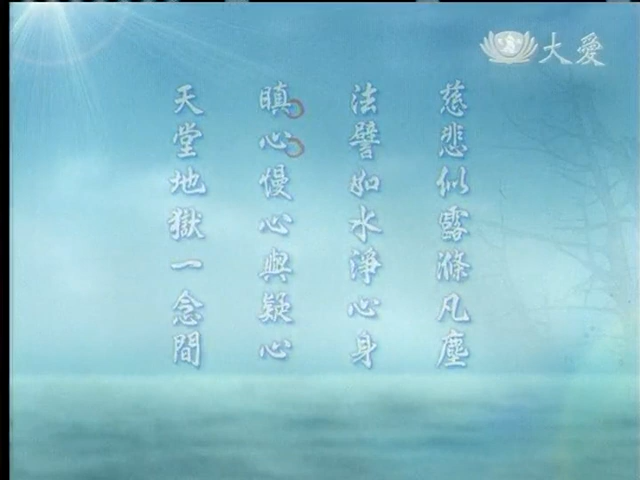 大愛
慈悲似露滌凡塵
法譬如水淨心身
瞋心慢心與疑心
天堂地獄一念間